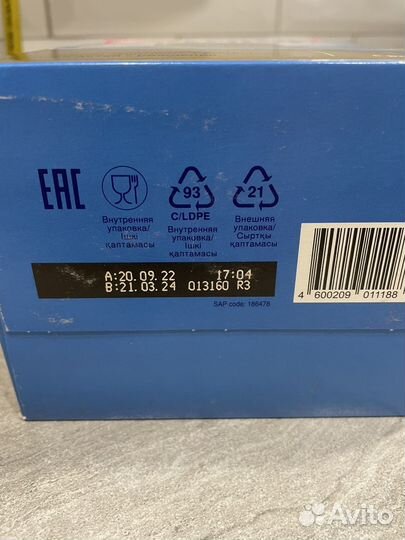 EAC
93
C/LDPE
21
Внутренняя
упаковка/
Ішкі
қаптамасы
Внутренняя
упаковка/
Ішкі
қаптамасы
Внешняя
упаковка/
Сыртқы
қаптамасы
A:20.09.22 17:04
B:21.03.24 013160 R3
SAP code: 186478
4 600209 011188
Avito